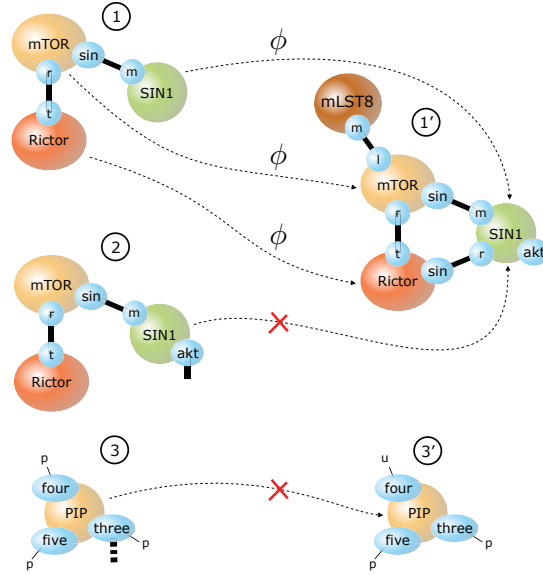 1
mTOR
sin
r
m
SIN1
t
Rictor
ϕ
ϕ
ϕ
mLST8
m
1′
l
mTOR
sin
r
m
SIN1
t
r
akt
Rictor
sin
2
mTOR
sin
r
m
SIN1
t
akt
Rictor
3
p
four
PIP
three
five
p
p
3′
u
four
PIP
three
five
p
p